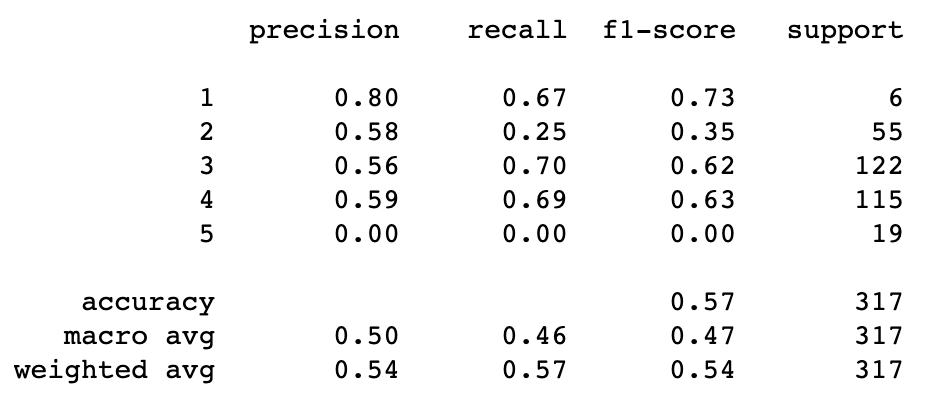 precision recall f1-score support
1 0.80 0.67 0.73 6
2 0.58 0.25 0.35 55
3 0.56 0.70 0.62 122
4 0.59 0.69 0.63 115
5 0.00 0.00 0.00 19
accuracy 0.57 317
macro avg 0.50 0.46 0.47 317
weighted avg 0.54 0.57 0.54 317